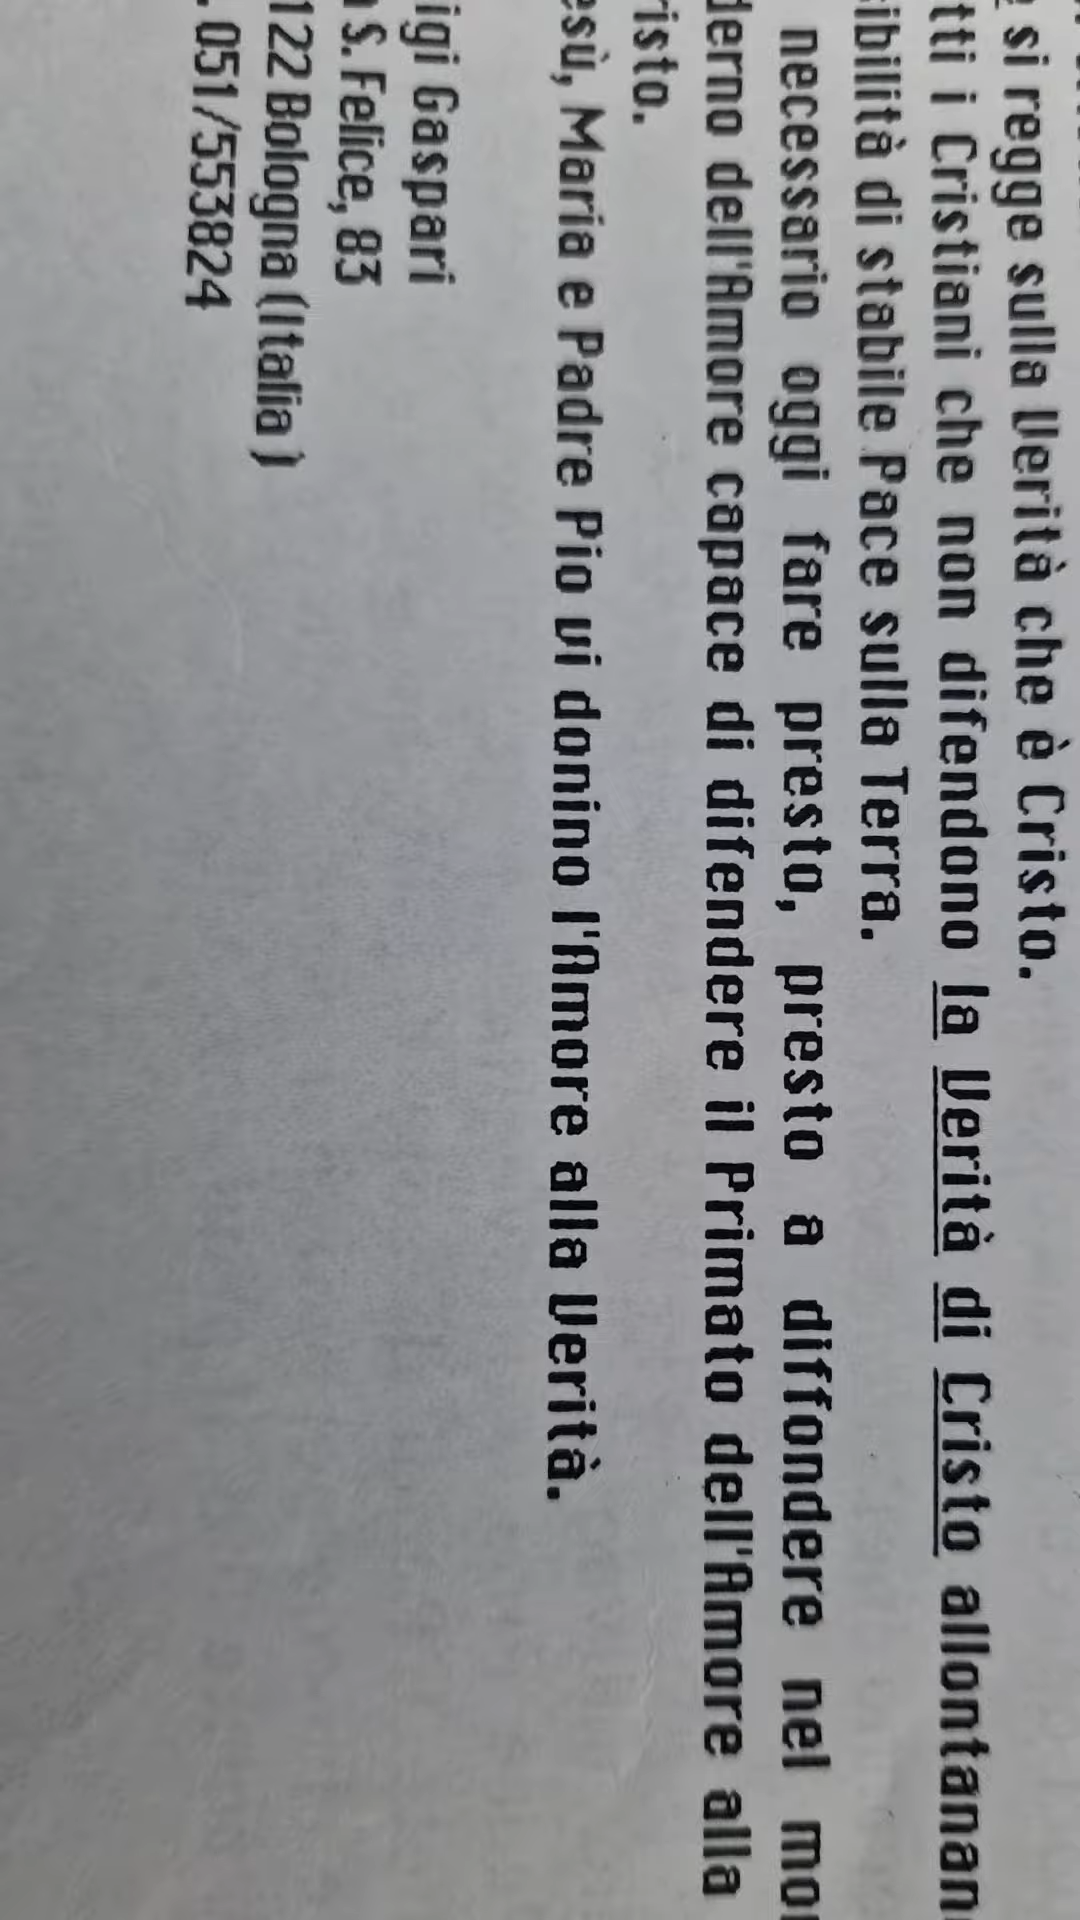 si regge sulla Verità che è Cristo.
tti i Cristiani che non difendono la Verità di Cristo allontanan
sibilità di stabile Pace sulla Terra.
necessario oggi fare presto, presto a diffondere nel mon
derno dell'Amore capace di difendere il Primato dell'Amore alla
risto.
esù, Maria e Padre Pio vi donino l'Amore alla Verità.
igi Gaspari
a S. Felice, 83
122 Bologna (Italia)
. 051/553824